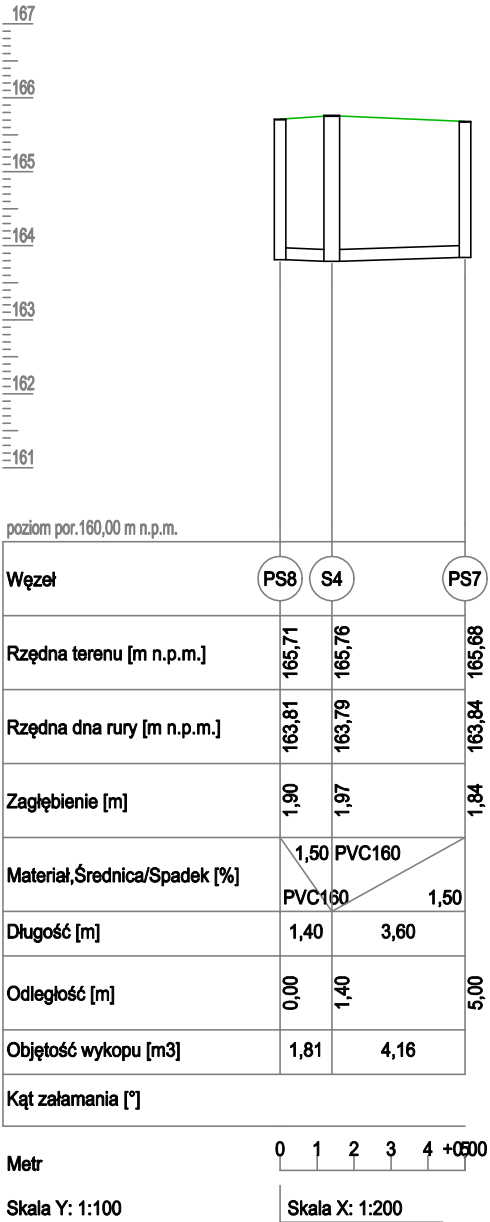 167
166
165
164
163
162
161
poziom por.160,00 m n.p.m.
Węzeł PS8 S4 PS7
Rzędna terenu [m n.p.m.] 165,71 165,76 165,68
Rzędna dna rury [m n.p.m.] 163,81 163,79 163,84
Zagłębienie [m] 1,90 1,97 1,84
Materiał,Średnica/Spadek [%] 1,50 PVC160
PVC160 1,50
Długość [m] 1,40 3,60
Odległość [m] 0,00 1,40 5,00
Objętość wykopu [m3] 1,81 4,16
Kąt załamania [°]
Metr 0 1 2 3 4
Skala Y: 1:100 Skala X: 1:200